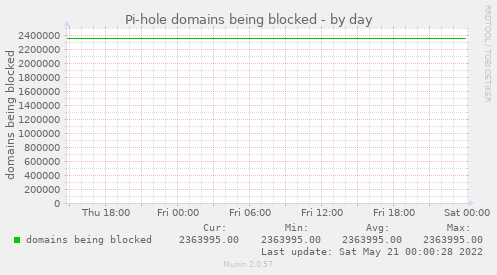 Pi-hole domains being blocked - by day
RRDTOOL / TOBI OETIKER
domains being blocked
2400000
2200000
2000000
1800000
1600000
1400000
1200000
1000000
800000
600000
400000
200000
0
Thu 18:00 Fri 00:00 Fri 06:00 Fri 12:00 Fri 18:00 Sat 00:00
Cur: Min: Avg: Max:
domains being blocked 2363995.00 2363995.00 2363995.00 2363995.00
Last update: Sat May 21 00:00:28 2022
Munin 2.0.57